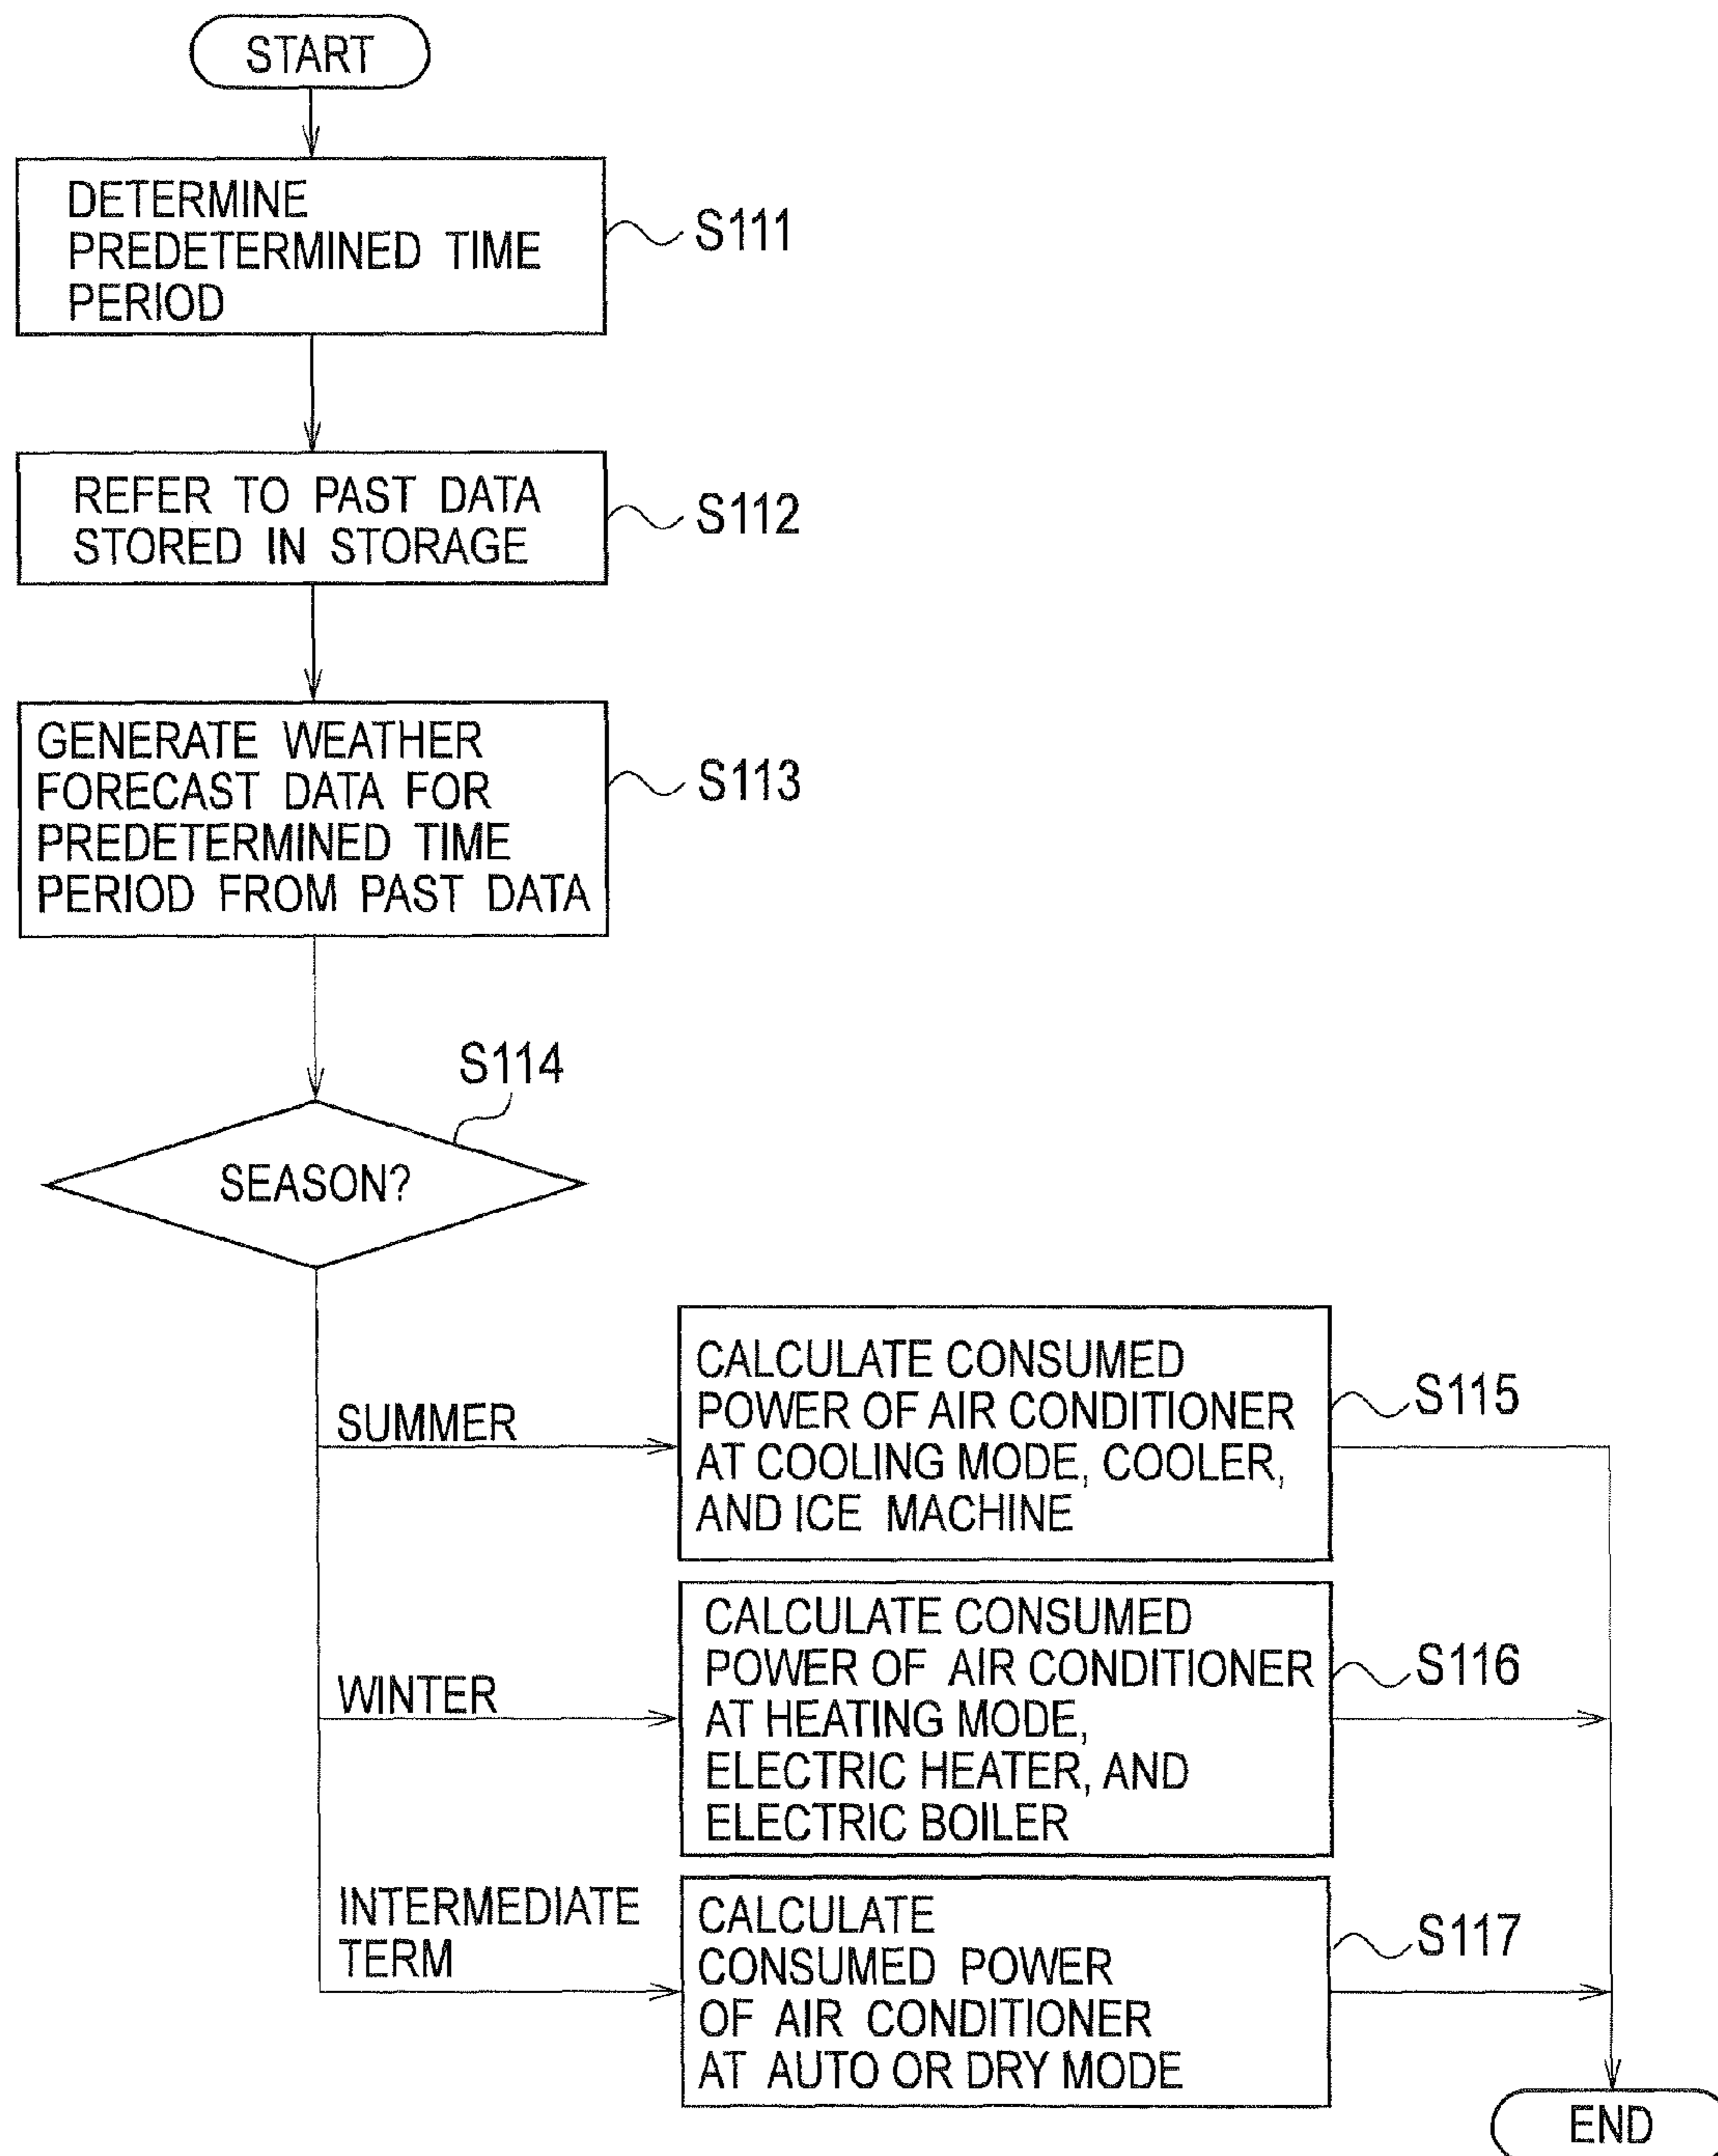 START
DETERMINE
PREDETERMINED TIME
PERIOD
S111
REFER TO PAST DATA
STORED IN STORAGE
S112
GENERATE WEATHER
FORECAST DATA FOR
PREDETERMINED TIME
PERIOD FROM PAST DATA
S113
S114
SEASON?
SUMMER
CALCULATE CONSUMED
POWER OF AIR CONDITIONER
AT COOLING MODE, COOLER,
AND ICE MACHINE
S115
WINTER
CALCULATE CONSUMED
POWER OF AIR CONDITIONER
AT HEATING MODE,
ELECTRIC HEATER, AND
ELECTRIC BOILER
S116
INTERMEDIATE
TERM
CALCULATE
CONSUMED POWER
OF AIR CONDITIONER
AT AUTO OR DRY MODE
S117
END